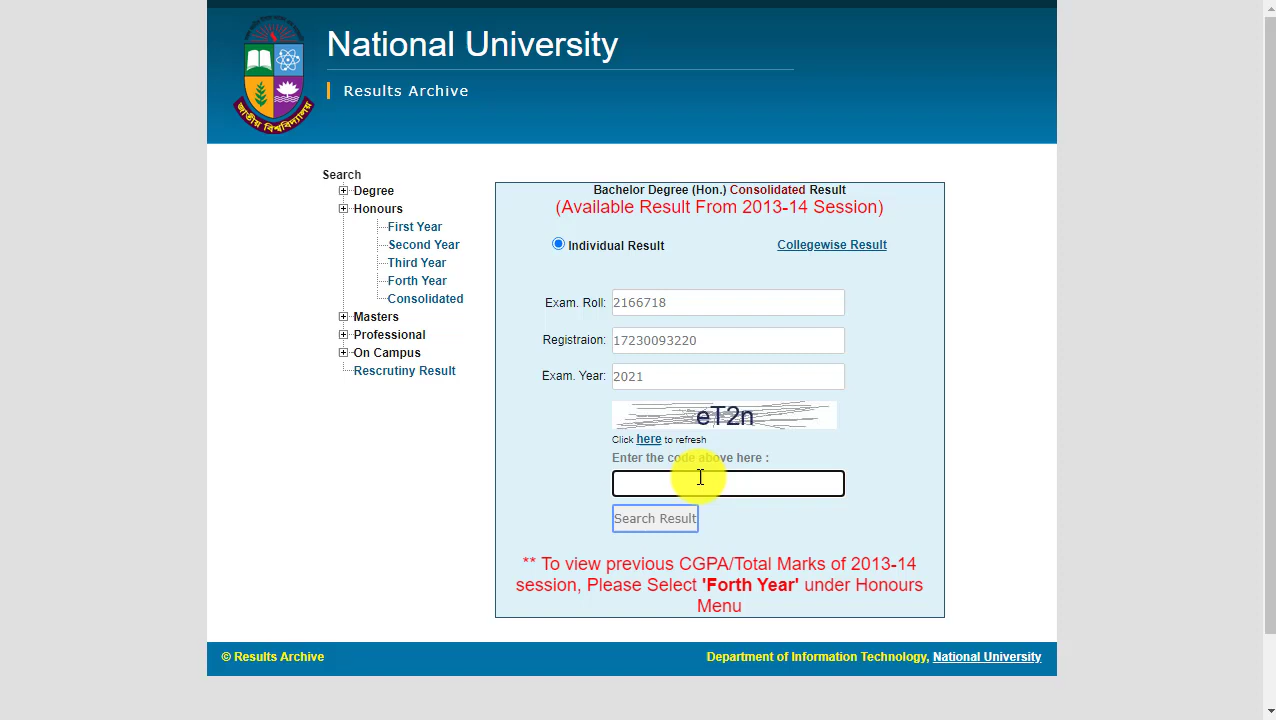 National University
Results Archive
জাতীয় বিশ্ববিদ্যালয়
Search
Degree
Honours
First Year
Second Year
Third Year
Forth Year
Consolidated
Masters
Professional
On Campus
Rescrutiny Result
Bachelor Degree (Hon.) Consolidated Result
(Available Result From 2013-14 Session)
Individual Result Collegewise Result
Exam. Roll: 2166718
Registraion: 17230093220
Exam. Year: 2021
eT2n
Click here to refresh
Enter the code above here :
Search Result
** To view previous CGPA/Total Marks of 2013-14
session, Please Select 'Forth Year' under Honours
Menu
© Results Archive Department of Information Technology, National University